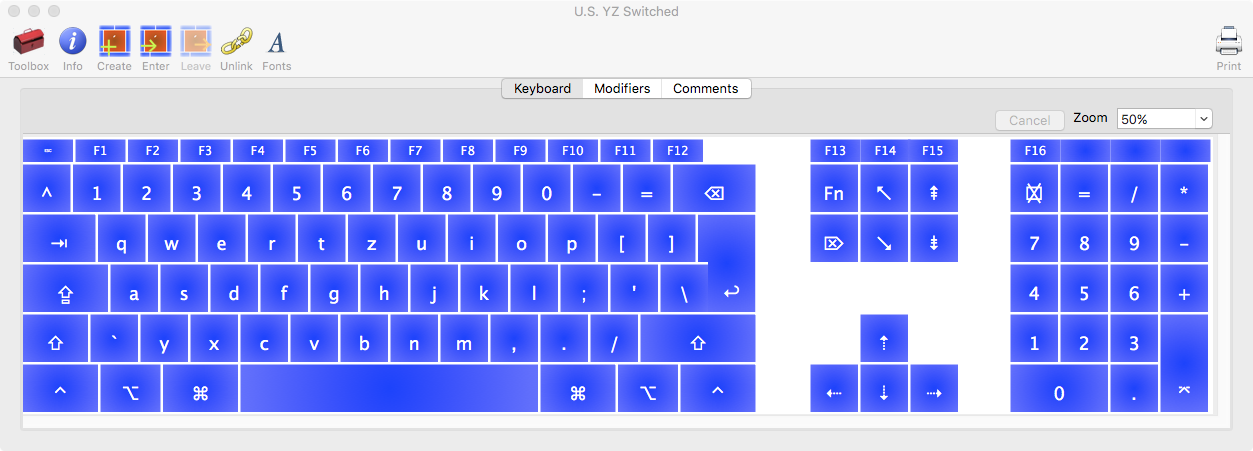 U.S. YZ Switched
Toolbox Info Create Enter Leave Unlink Fonts Print
Keyboard Modifiers Comments
Cancel Zoom 50%
F1 F2 F3 F4 F5 F6 F7 F8 F9 F10 F11 F12 F13 F14 F15 F16
^ 1 2 3 4 5 6 7 8 9 0 - = ⌫ Fn ↖ ⇞ ⌧ = / *
⇥ q w e r t z u i o p [ ] ⌦ ↘ ⇟ 7 8 9 -
⇪ a s d f g h j k l ; ' \ ↩ 4 5 6 +
⇧ ` y x c v b n m , . / ⇧ ⇡ 1 2 3
⌃ ⌥ ⌘ ⌘ ⌥ ⌃ ⇠ ⇣ ⇢ 0 . ⌤